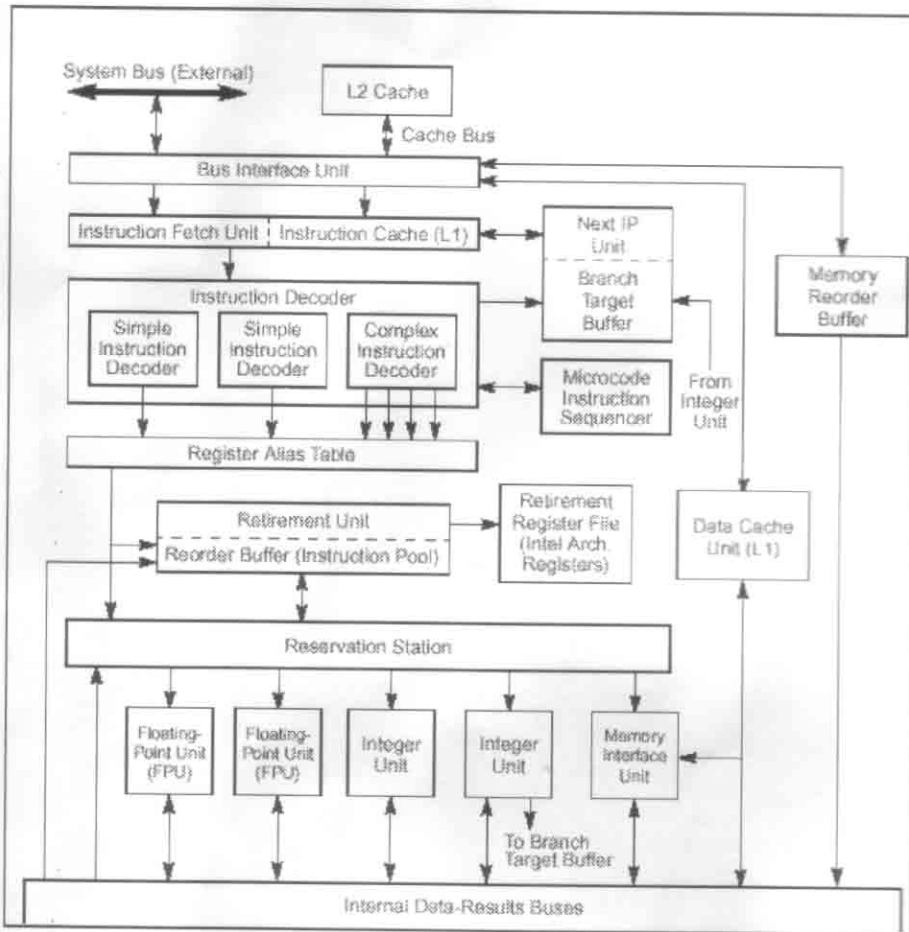 System Bus (External)
L2 Cache
Cache Bus
Bus Interface Unit
Instruction Fetch Unit
Instruction Cache (L1)
Next IP
Unit
Branch
Target
Buffer
Memory
Reorder
Buffer
Instruction Decoder
Simple
Instruction
Decoder
Simple
Instruction
Decoder
Complex
Instruction
Decoder
Microcode
Instruction
Sequencer
From
Integer
Unit
Register Alias Table
Retirement Unit
Reorder Buffer (Instruction Pool)
Retirement
Register File
(Intel Arch.
Registers)
Data Cache
Unit (L1)
Reservation Station
Floating-
Point Unit
(FPU)
Floating-
Point Unit
(FPU)
Integer
Unit
Integer
Unit
Memory
Interface
Unit
To Branch
Target Buffer
Internal Data-Results Buses